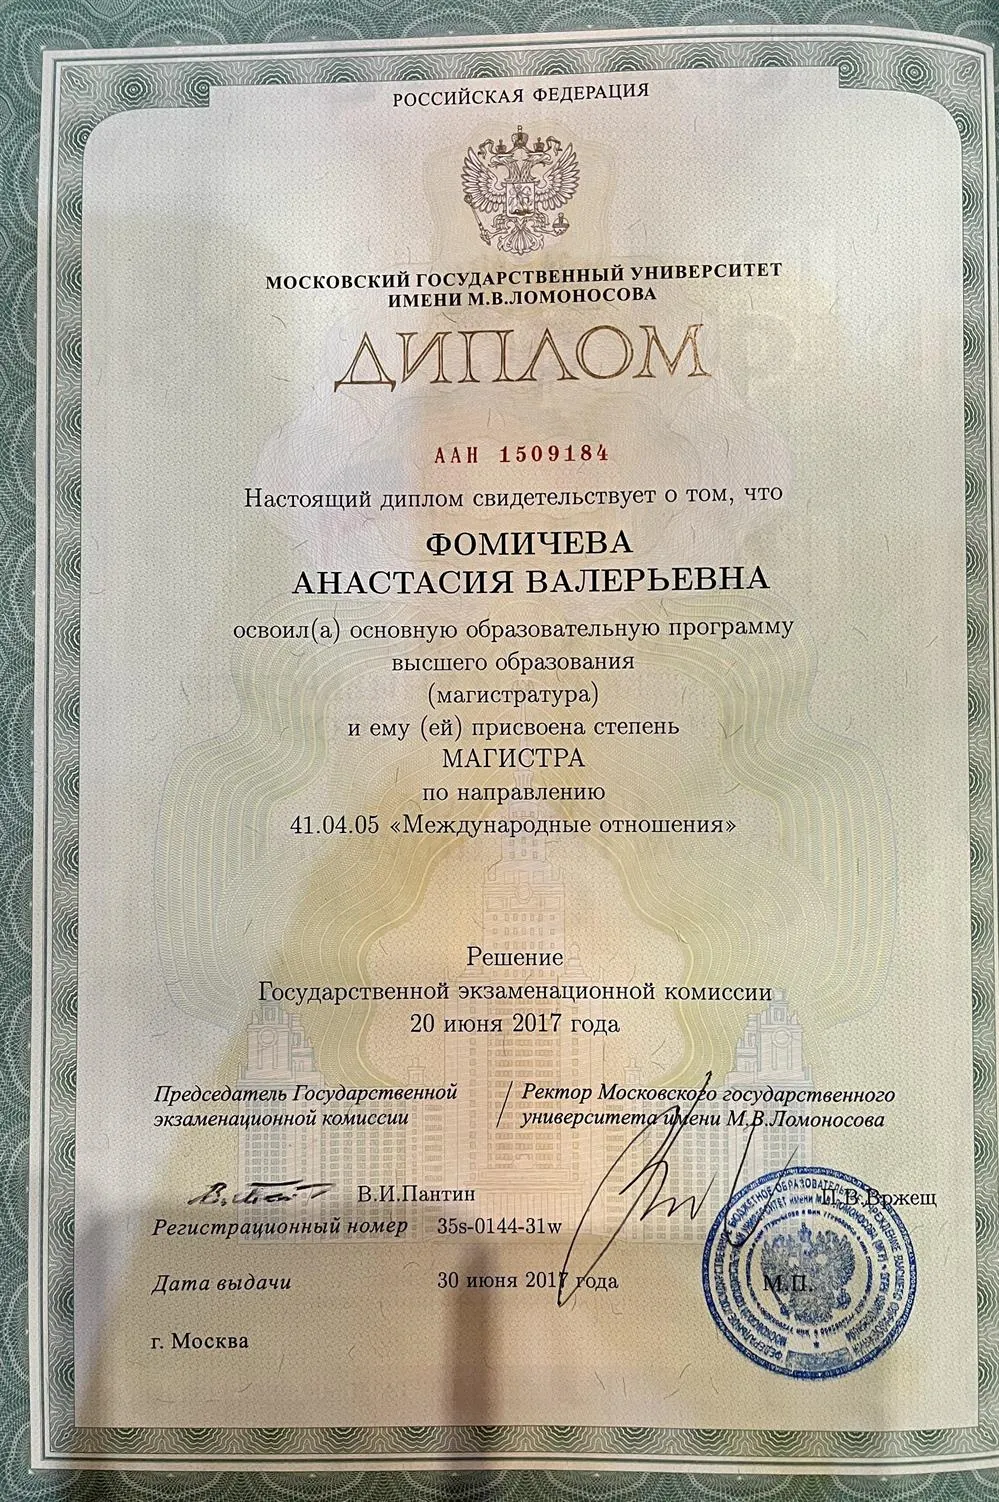 РОССИЙСКАЯ ФЕДЕРАЦИЯ
МОСКОВСКИЙ ГОСУДАРСТВЕННЫЙ УНИВЕРСИТЕТ
ИМЕНИ М.В.ЛОМОНОСОВА
ДИПЛОМ
ААН 1509184
Настоящий диплом свидетельствует о том, что
ФОМИЧЕВА
АНАСТАСИЯ ВАЛЕРЬЕВНА
освоил(а) основную образовательную программу
высшего образования
(магистратура)
и ему (ей) присвоена степень
МАГИСТРА
по направлению
41.04.05 «Международные отношения»
Решение
Государственной экзаменационной комиссии
20 июня 2017 года
Председатель Государственной
экзаменационной комиссии
/ Ректор Московского государственного
университета имени М.В.Ломоносова
В.И.Пантин
П.В.Вржещ
Регистрационный номер 35s-0144-31w
Дата выдачи 30 июня 2017 года
М.П.
г. Москва